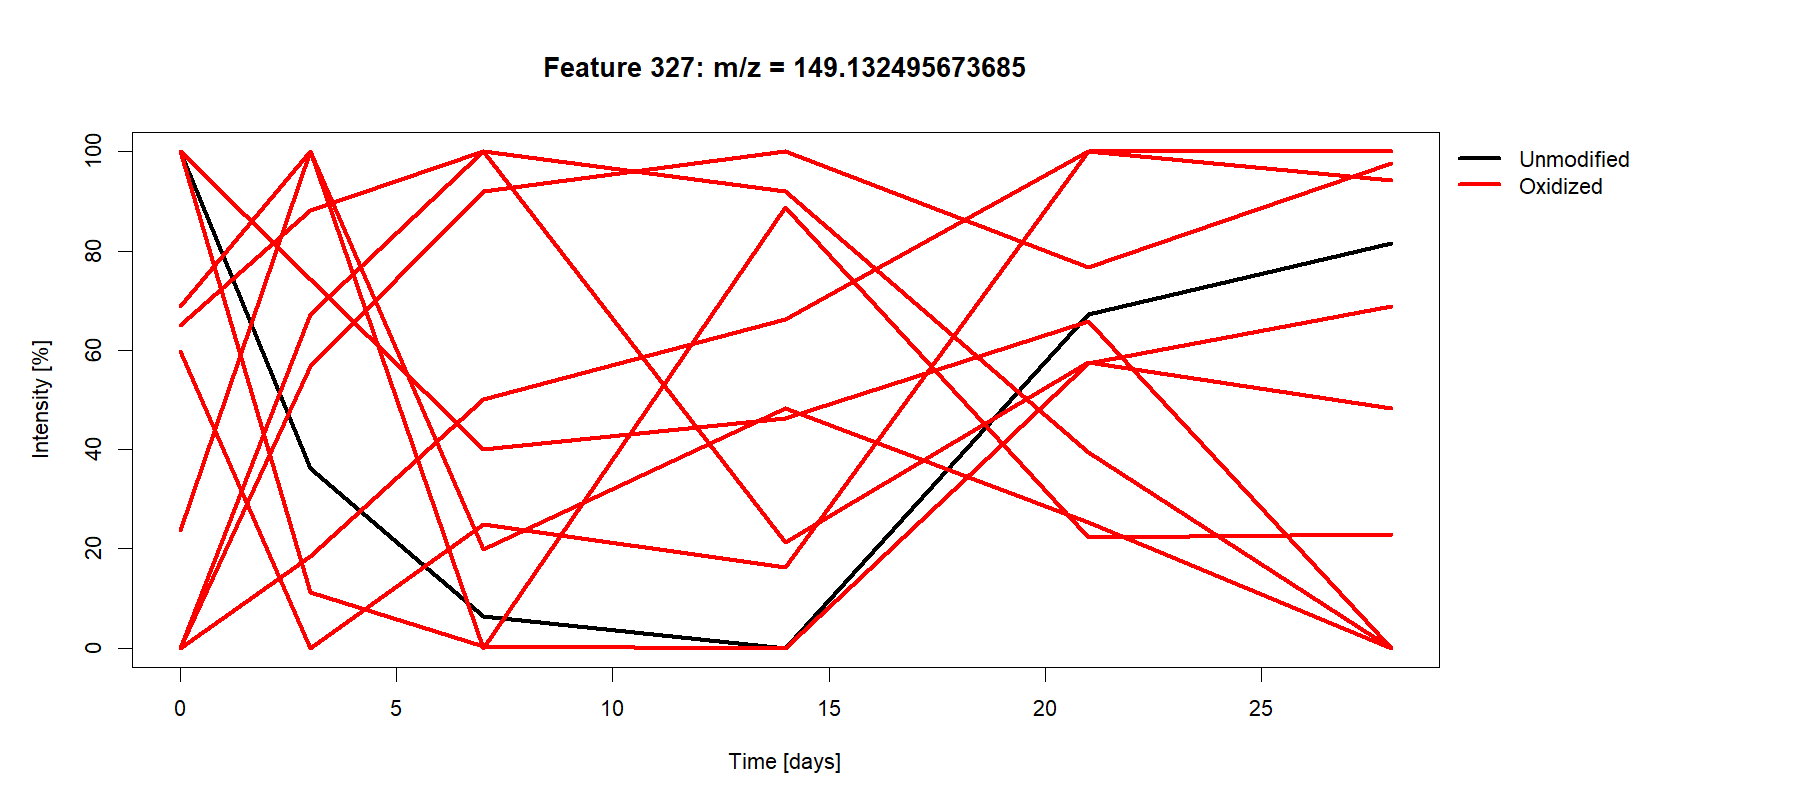 Feature 327: m/z = 149.132495673685
Unmodified
Oxidized
Intensity [%]
100
80
60
40
20
0
0 5 10 15 20 25
Time [days]